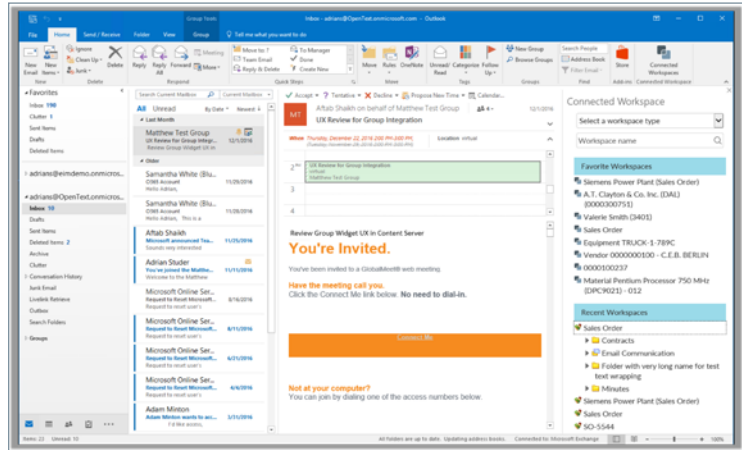 Group Tools
Inbox - adrians@OpenText.onmicrosoft.com - Outlook
File Home Send / Receive Folder View Group Tell me what you want to do
New Email
New Items
Ignore
Clean Up
Junk
Delete
Reply
Reply All
Forward
Meeting
More
Move to: ?
Team Email
Reply & Delete
To Manager
Done
Create New
Move
Rules
OneNote
Unread/ Read
Categorize
Follow Up
New Group
Browse Groups
Search People
Address Book
Filter Email
Store
Connected Workspaces
New Delete Respond Quick Steps Move Tags Groups Find Add-ins Connected Workspace
Favorites
Inbox 190
Clutter 1
Sent Items
Drafts
Deleted Items
adrians@eimdemo.onmicros...
adrians@OpenText.onmicros...
Inbox 10
Drafts
Sent Items
Deleted Items 2
Archive
Clutter
Conversation History
Junk Email
Livelink Retrieve
Outbox
Search Folders
Groups
Search Current Mailbox Current Mailbox
All Unread By Date Newest
Last Month
Matthew Test Group
UX Review for Group Integr... 12/1/2016
Review Group Widget UX in
Older
Samantha White (Blu...
OTMS Account 11/29/2016
Hello Adrian,
Samantha White (Blu...
OTMS Account 11/28/2016
Hello Adrian, This is a
Aftab Shaikh
Microsoft announced Tea... 11/25/2016
Sounds very interested
Adrian Studer
You've joined the Matthe... 11/11/2016
Welcome to the Matthew
Microsoft Online Ser...
Request to Reset Microsoft... 8/16/2016
Request to reset user's
Microsoft Online Ser...
Request to Reset Microsoft... 8/11/2016
Request to reset user's
Microsoft Online Ser...
Request to Reset Microsoft... 6/21/2016
Request to reset user's
Microsoft Online Ser...
Request to Reset Microsoft... 4/6/2016
Request to reset user's
Adam Minton
Adam Minton wants to acc... 3/31/2016
I'd like access,
Accept ? Tentative Decline Propose New Time Calendar...
MT
Aftab Shaikh on behalf of Matthew Test Group
4
12/1/2016
UX Review for Group Integration
When Thursday, December 22, 2016 2:00 PM-3:00 PM
Location virtual
2 PM
UX Review for Group Integration
virtual
Matthew Test Group
3
4
Review Group Widget UX in Content Server
You're Invited.
You've been invited to a GlobalMeet® web meeting.
Have the meeting call you.
Click the Connect Me link below. No need to dial-in.
Connect Me
Not at your computer?
You can join by dialing one of the access numbers below.
Connected Workspace
Select a workspace type
Workspace name
Favorite Workspaces
Siemens Power Plant (Sales Order)
A.T. Clayton & Co. Inc. (DAL)
(0000300751)
Valerie Smith (3401)
Sales Order
Equipment TRUCK-1-789C
Vendor 0000000100 - C.E.B. BERLIN
0000100237
Material Pentium Processor 750 MHz
(DPC9021) - 012
Recent Workspaces
Sales Order
Contracts
Email Communication
Folder with very long name for test
text wrapping
Minutes
Siemens Power Plant (Sales Order)
Sales Order
SO-5544
Items: 23 Unread: 10
All folders are up to date. Updating address books. Connected to: Microsoft Exchange
100%